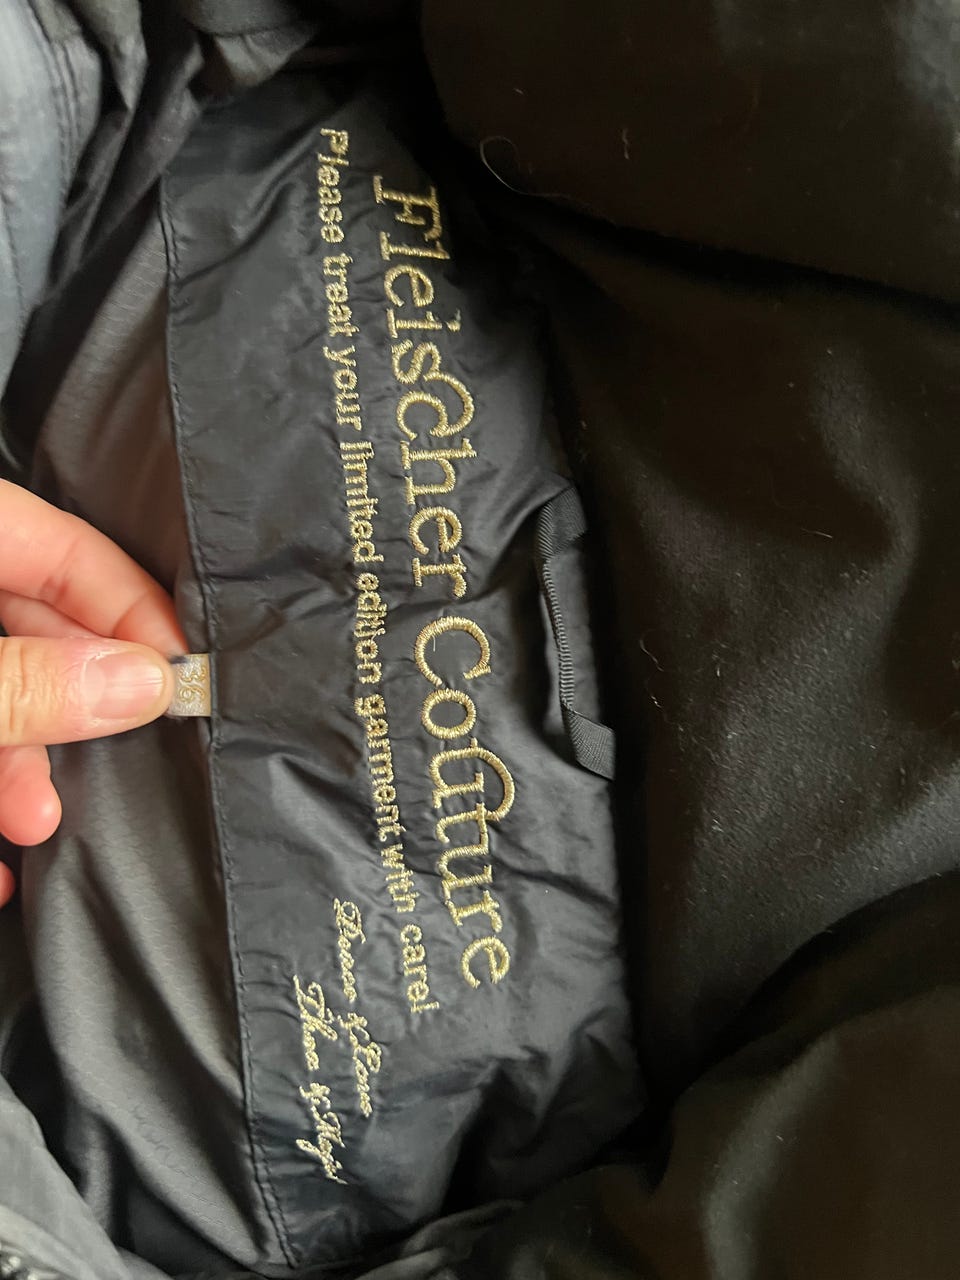 Fleischer Couture
Please treat your limited edition garment with care!
36